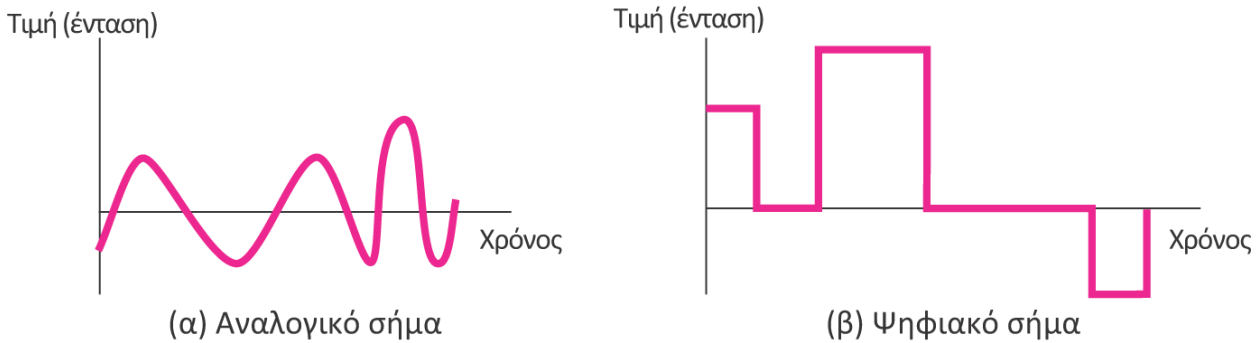 Τιμή (ένταση)
Χρόνος
(α) Αναλογικό σήμα
Τιμή (ένταση)
Χρόνος
(β) Ψηφιακό σήμα